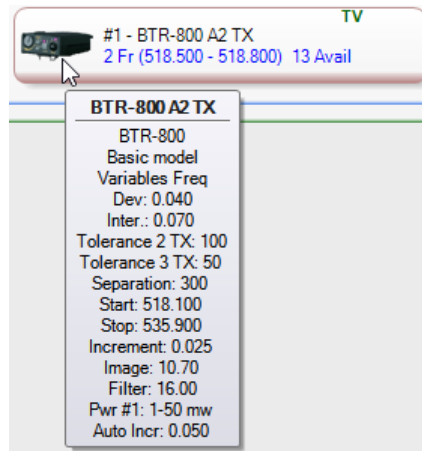 TV
#1 - BTR-800 A2 TX
2 Fr (518.500 - 518.800) 13 Avail
BTR-800 A2 TX
BTR-800
Basic model
Variables Freq
Dev: 0.040
Inter.: 0.070
Tolerance 2 TX: 100
Tolerance 3 TX: 50
Separation: 300
Start: 518.100
Stop: 535.900
Increment: 0.025
Image: 10.70
Filter: 16.00
Pwr #1: 1-50 mw
Auto Incr: 0.050